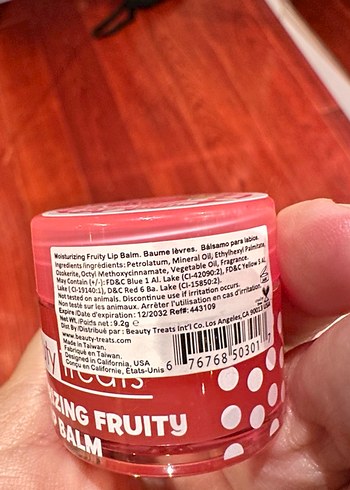 Moisturizing Fruity Lip Balm. Baume lèvres. Bálsamo para labios.
Ingredients/Ingrédients: Petrolatum, Mineral Oil, Ethylhexyl Palmitate,
Ozokerite, Octyl Methoxycinnamate, Vegetable Oil, Fragrance.
May Contain (+/-): FD&C Blue 1 Al. Lake (CI-42090:2), FD&C Yellow 5 AL.
Lake (CI-19140:1), D&C Red 6 Ba. Lake (CI-15850:2).
Not tested on animals. Discontinue use if irritation occurs.
Non testé sur les animaux. Arrêter l'utilisation en cas d'irritation.
Expires /Date d'expiration : 12/2032 Ref#: 443109
Net Wt. /Poids net : 9.2g ℮
Dist By /Distribué par : Beauty Treats Int'l Co. Los Angeles, CA 90013 USA
www.beauty-treats.com
Made in Taiwan.
Fabriqué en Taiwan.
Designed in California, USA
Conçu en Californie, États-Unis
6 76768 50301 7
ty Treats
IZING FRUITY
BALM